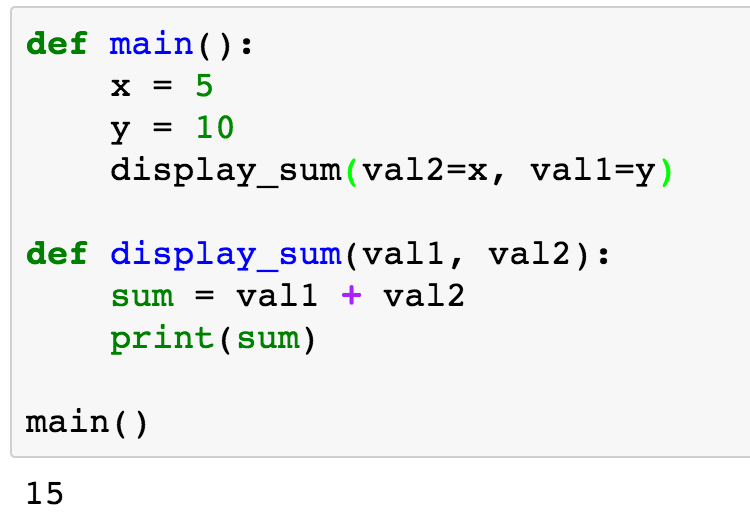 def main():
    x = 5
    y = 10
    display_sum(val2=x, val1=y)
def display_sum(val1, val2):
    sum = val1 + val2
    print(sum)
main()
15